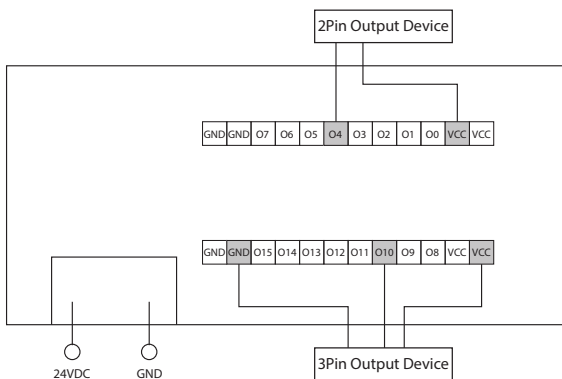 2Pin Output Device
GND GND O7 O6 O5 O4 O3 O2 O1 O0 VCC VCC
GND GND O15 O14 O13 O12 O11 O10 O9 O8 VCC VCC
24VDC GND
3Pin Output Device